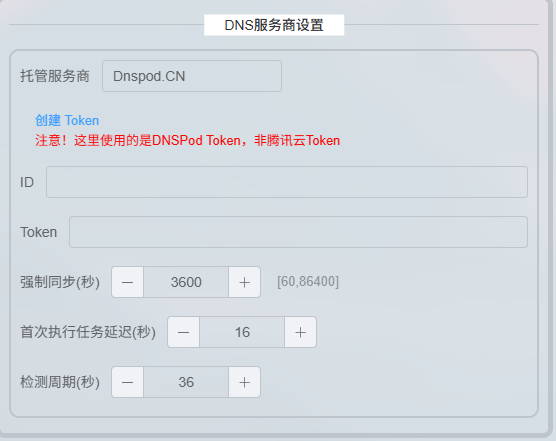 DNS服务商设置
托管服务商 Dnspod.CN
创建 Token
注意！这里使用的是DNSPod Token，非腾讯云Token
ID
Token
强制同步(秒) － 3600 ＋ [60,86400]
首次执行任务延迟(秒) － 16 ＋
检测周期(秒) － 36 ＋